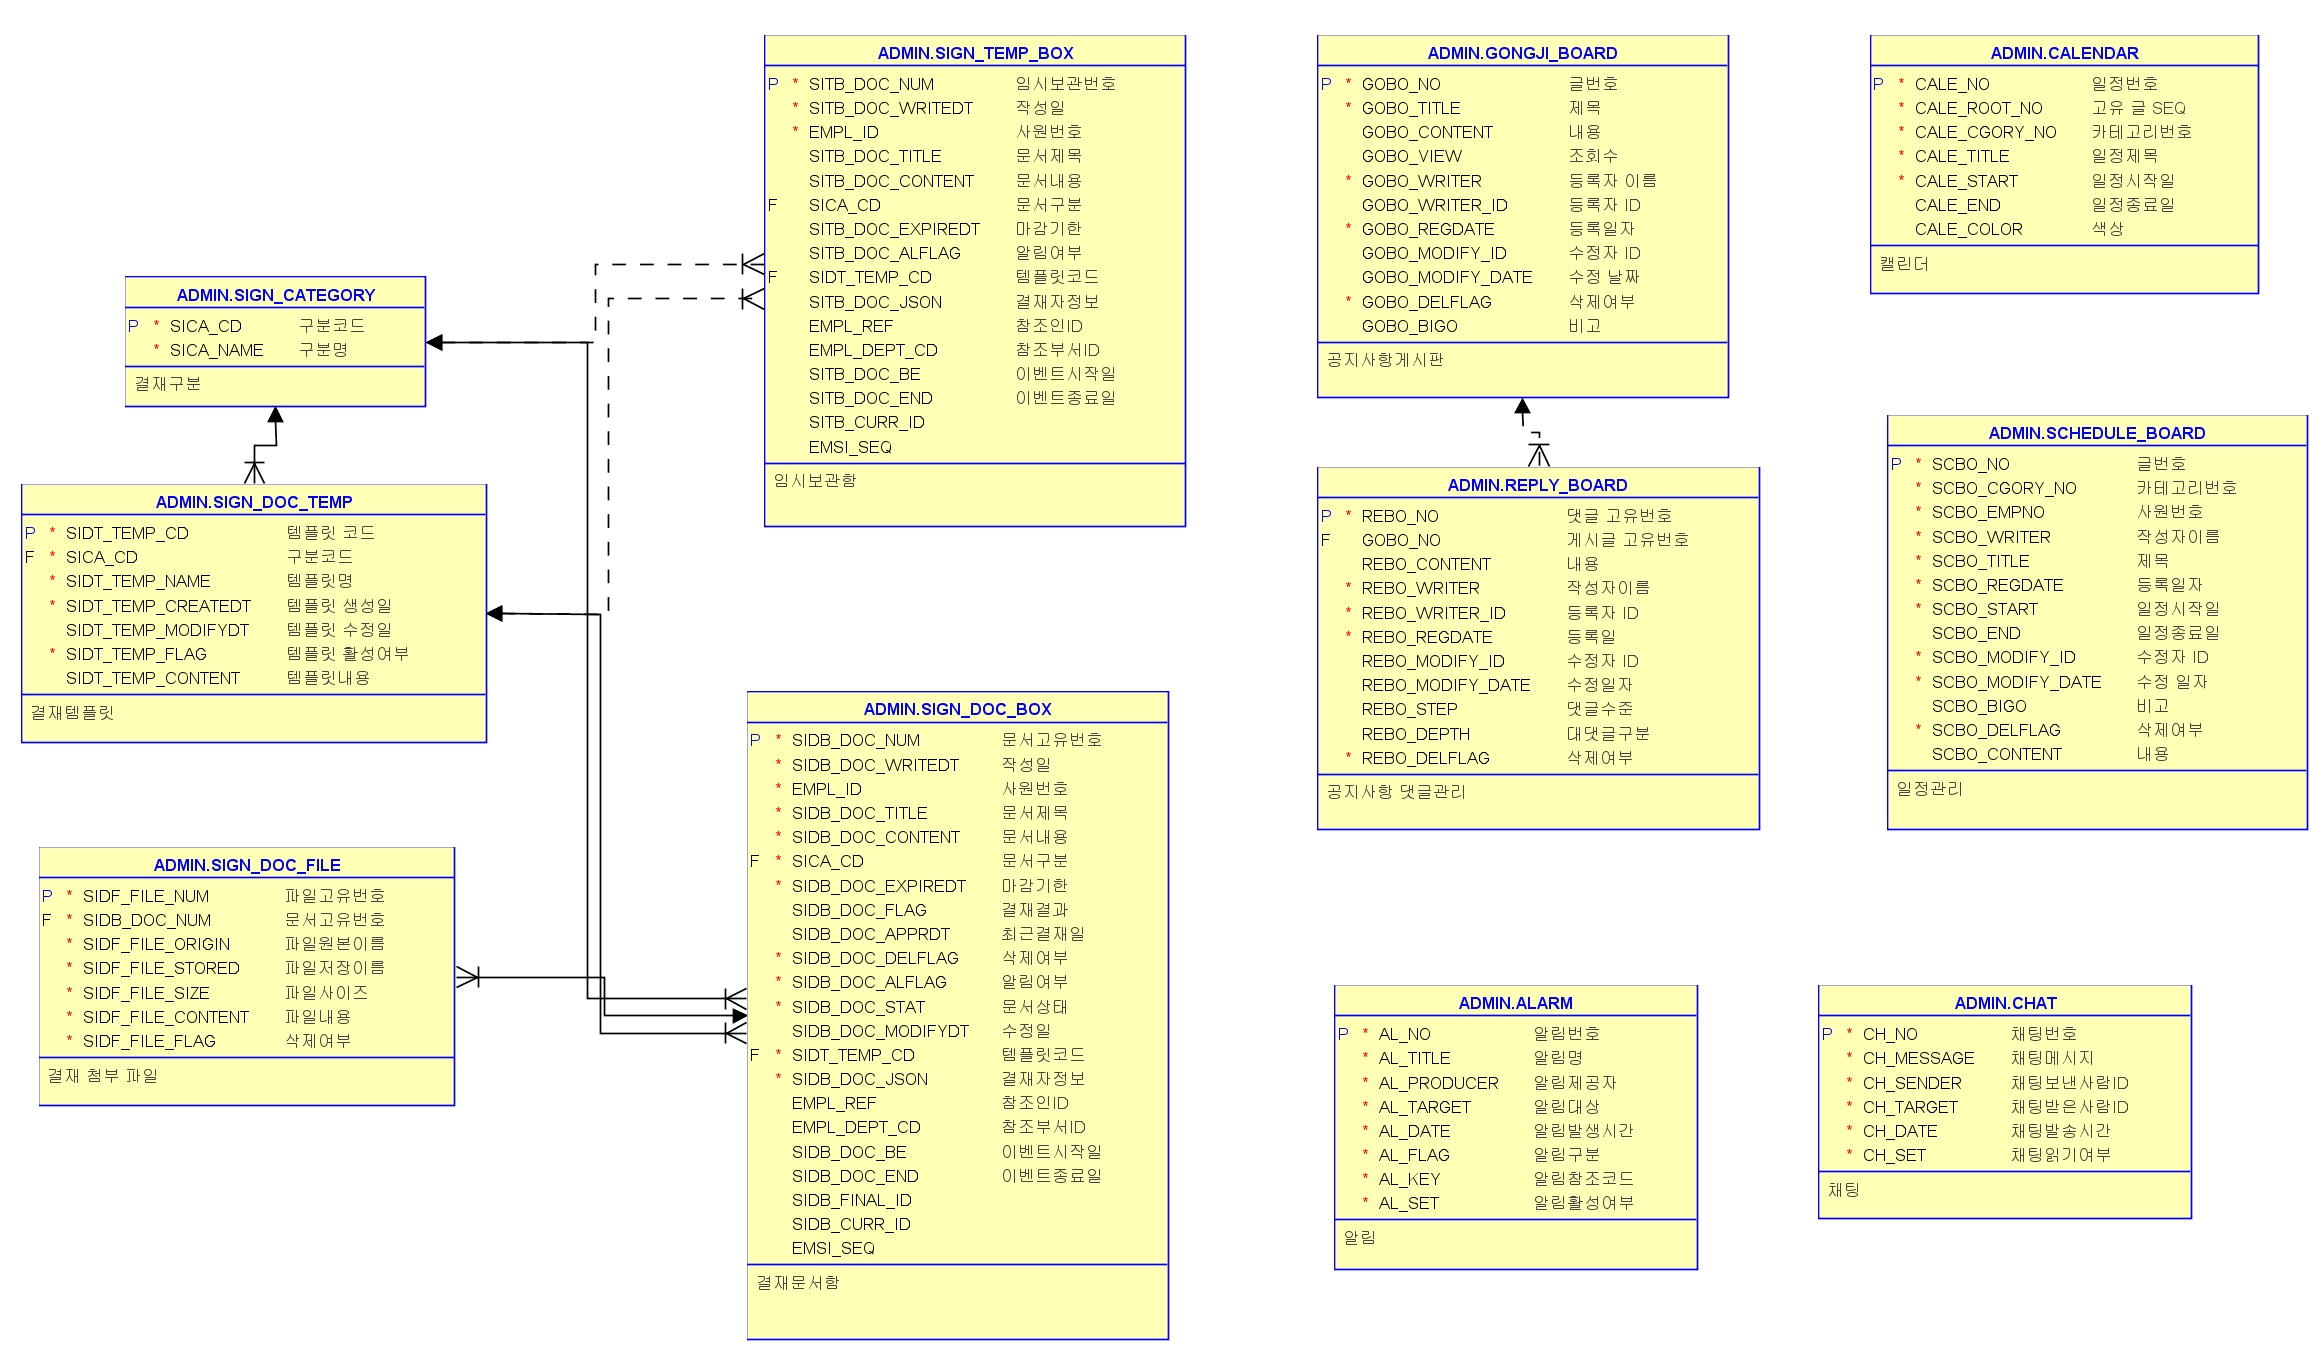 ADMIN.SIGN_TEMP_BOX
P * SITB_DOC_NUM 임시보관번호
* SITB_DOC_WRITEDT 작성일
* EMPL_ID 사원번호
SITB_DOC_TITLE 문서제목
SITB_DOC_CONTENT 문서내용
F SICA_CD 문서구분
SITB_DOC_EXPIREDT 마감기한
SITB_DOC_ALFLAG 알림여부
F SIDT_TEMP_CD 템플릿코드
SITB_DOC_JSON 결재자정보
EMPL_REF 참조인ID
EMPL_DEPT_CD 참조부서ID
SITB_DOC_BE 이벤트시작일
SITB_DOC_END 이벤트종료일
SITB_CURR_ID
EMSI_SEQ
임시보관함
ADMIN.GONGJI_BOARD
P * GOBO_NO 글번호
* GOBO_TITLE 제목
GOBO_CONTENT 내용
GOBO_VIEW 조회수
* GOBO_WRITER 등록자 이름
GOBO_WRITER_ID 등록자 ID
* GOBO_REGDATE 등록일자
GOBO_MODIFY_ID 수정자 ID
GOBO_MODIFY_DATE 수정 날짜
* GOBO_DELFLAG 삭제여부
GOBO_BIGO 비고
공지사항게시판
ADMIN.CALENDAR
P * CALE_NO 일정번호
* CALE_ROOT_NO 고유 글 SEQ
* CALE_CGORY_NO 카테고리번호
* CALE_TITLE 일정제목
* CALE_START 일정시작일
CALE_END 일정종료일
CALE_COLOR 색상
캘린더
ADMIN.SIGN_CATEGORY
P * SICA_CD 구분코드
* SICA_NAME 구분명
결재구분
ADMIN.SIGN_DOC_TEMP
P * SIDT_TEMP_CD 템플릿 코드
F * SICA_CD 구분코드
* SIDT_TEMP_NAME 템플릿명
* SIDT_TEMP_CREATEDT 템플릿 생성일
SIDT_TEMP_MODIFYDT 템플릿 수정일
* SIDT_TEMP_FLAG 템플릿 활성여부
SIDT_TEMP_CONTENT 템플릿내용
결재템플릿
ADMIN.REPLY_BOARD
P * REBO_NO 댓글 고유번호
F GOBO_NO 게시글 고유번호
REBO_CONTENT 내용
* REBO_WRITER 작성자이름
* REBO_WRITER_ID 등록자 ID
* REBO_REGDATE 등록일
REBO_MODIFY_ID 수정자 ID
REBO_MODIFY_DATE 수정일자
REBO_STEP 댓글수준
REBO_DEPTH 대댓글구분
* REBO_DELFLAG 삭제여부
공지사항 댓글관리
ADMIN.SCHEDULE_BOARD
P * SCBO_NO 글번호
* SCBO_CGORY_NO 카테고리번호
* SCBO_EMPNO 사원번호
* SCBO_WRITER 작성자이름
* SCBO_TITLE 제목
* SCBO_REGDATE 등록일자
* SCBO_START 일정시작일
SCBO_END 일정종료일
* SCBO_MODIFY_ID 수정자 ID
* SCBO_MODIFY_DATE 수정 일자
SCBO_BIGO 비고
* SCBO_DELFLAG 삭제여부
SCBO_CONTENT 내용
일정관리
ADMIN.SIGN_DOC_FILE
P * SIDF_FILE_NUM 파일고유번호
F * SIDB_DOC_NUM 문서고유번호
* SIDF_FILE_ORIGIN 파일원본이름
* SIDF_FILE_STORED 파일저장이름
* SIDF_FILE_SIZE 파일사이즈
* SIDF_FILE_CONTENT 파일내용
* SIDF_FILE_FLAG 삭제여부
결재 첨부 파일
ADMIN.SIGN_DOC_BOX
P * SIDB_DOC_NUM 문서고유번호
* SIDB_DOC_WRITEDT 작성일
* EMPL_ID 사원번호
* SIDB_DOC_TITLE 문서제목
* SIDB_DOC_CONTENT 문서내용
F * SICA_CD 문서구분
* SIDB_DOC_EXPIREDT 마감기한
SIDB_DOC_FLAG 결재결과
SIDB_DOC_APPRDT 최근결재일
* SIDB_DOC_DELFLAG 삭제여부
* SIDB_DOC_ALFLAG 알림여부
* SIDB_DOC_STAT 문서상태
SIDB_DOC_MODIFYDT 수정일
F * SIDT_TEMP_CD 템플릿코드
* SIDB_DOC_JSON 결재자정보
EMPL_REF 참조인ID
EMPL_DEPT_CD 참조부서ID
SIDB_DOC_BE 이벤트시작일
SIDB_DOC_END 이벤트종료일
SIDB_FINAL_ID
SIDB_CURR_ID
EMSI_SEQ
결재문서함
ADMIN.ALARM
P * AL_NO 알림번호
* AL_TITLE 알림명
* AL_PRODUCER 알림제공자
* AL_TARGET 알림대상
* AL_DATE 알림발생시간
* AL_FLAG 알림구분
* AL_KEY 알림참조코드
* AL_SET 알림활성여부
알림
ADMIN.CHAT
P * CH_NO 채팅번호
* CH_MESSAGE 채팅메시지
* CH_SENDER 채팅보낸사람ID
* CH_TARGET 채팅받은사람ID
* CH_DATE 채팅발송시간
* CH_SET 채팅읽기여부
채팅